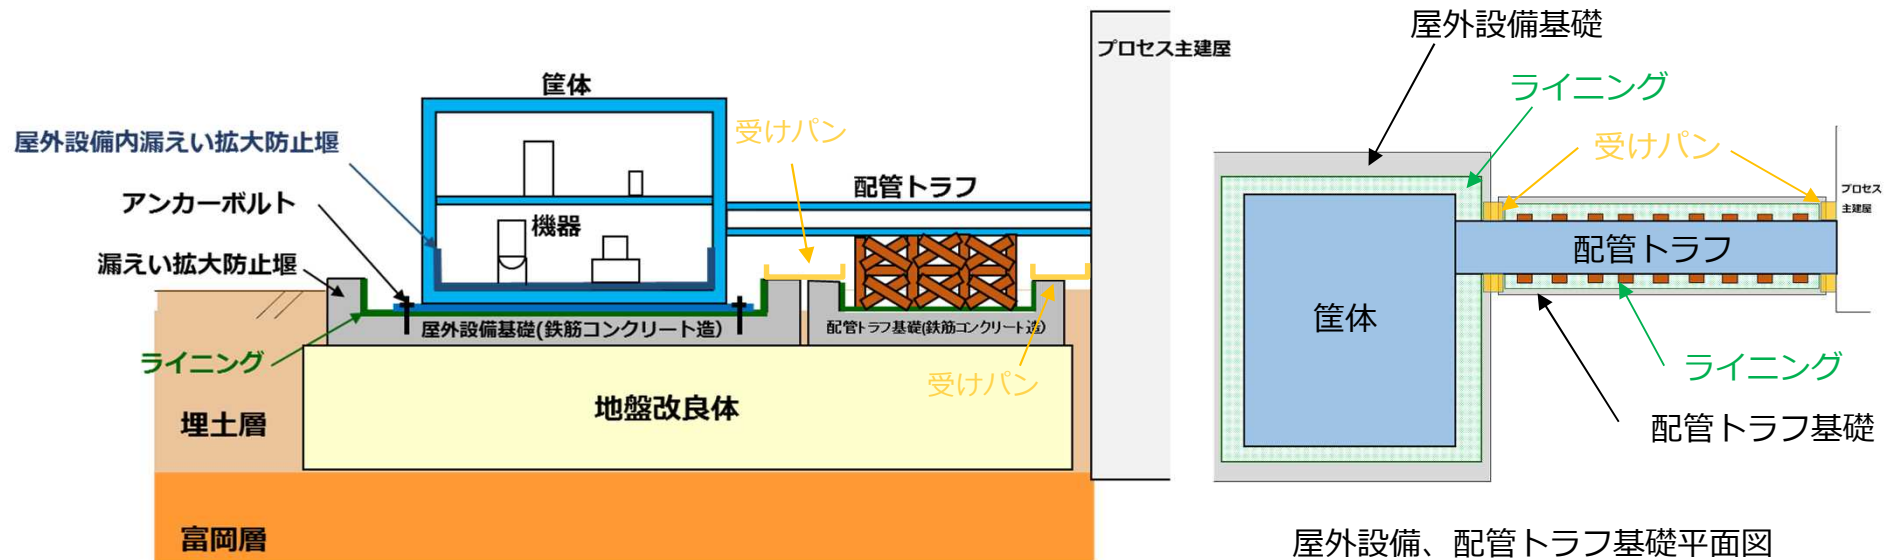 筐体
プロセス主建屋
屋外設備内漏えい拡大防止堰
受けパン
配管トラフ
アンカーボルト
機器
漏えい拡大防止堰
屋外設備基礎(鉄筋コンクリート造)
配管トラフ基礎(鉄筋コンクリート造)
ライニング
受けパン
地盤改良体
埋土層
富岡層
屋外設備基礎
ライニング
受けパン
プロセス
主建屋
配管トラフ
筐体
ライニング
配管トラフ基礎
屋外設備、配管トラフ基礎平面図